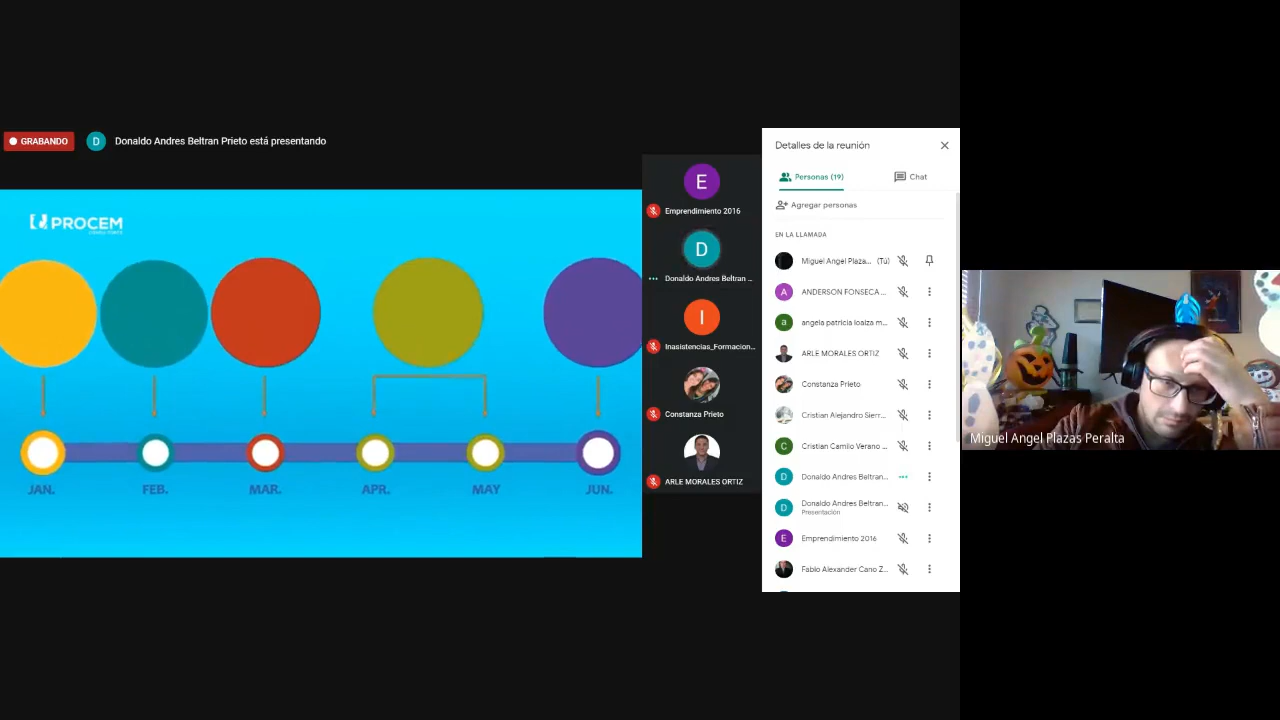 GRABANDO
D
Donaldo Andres Beltran Prieto está presentando
PROCEM
JAN.
FEB.
MAR.
APR.
MAY
JUN.
E
Emprendimiento 2016
D
Donaldo Andres Beltran ...
I
Inasistencias_Formacion...
Constanza Prieto
ARLE MORALES ORTIZ
Detalles de la reunión
Personas (19)
Chat
Agregar personas
EN LA LLAMADA
Miguel Angel Plaza... (Tú)
A ANDERSON FONSECA ...
a angela patricia loaiza m...
ARLE MORALES ORTIZ
Constanza Prieto
Cristian Alejandro Sierr...
C Cristian Camilo Verano ...
D Donaldo Andres Beltran...
D Donaldo Andres Beltran...
Presentación
E Emprendimiento 2016
Fabio Alexander Cano Z...
Miguel Angel Plazas Peralta